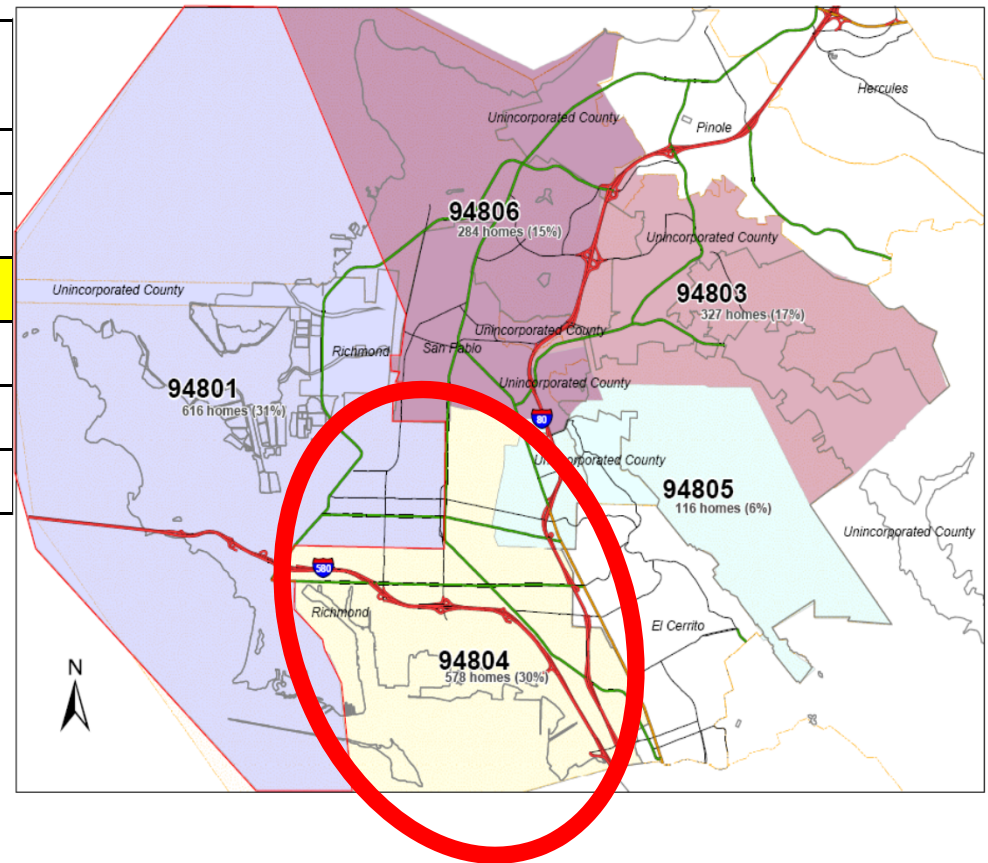 Hercules
Unincorporated County
Pinole
94806
284 homes (15%)
Unincorporated County
Unincorporated County
94803
327 homes (17%)
Unincorporated County
Richmond
San Pablo
Unincorporated County
94801
616 homes (31%)
80
Unincorporated County
94805
116 homes (6%)
Unincorporated County
580
Richmond
El Cerrito
94804
578 homes (30%)
N